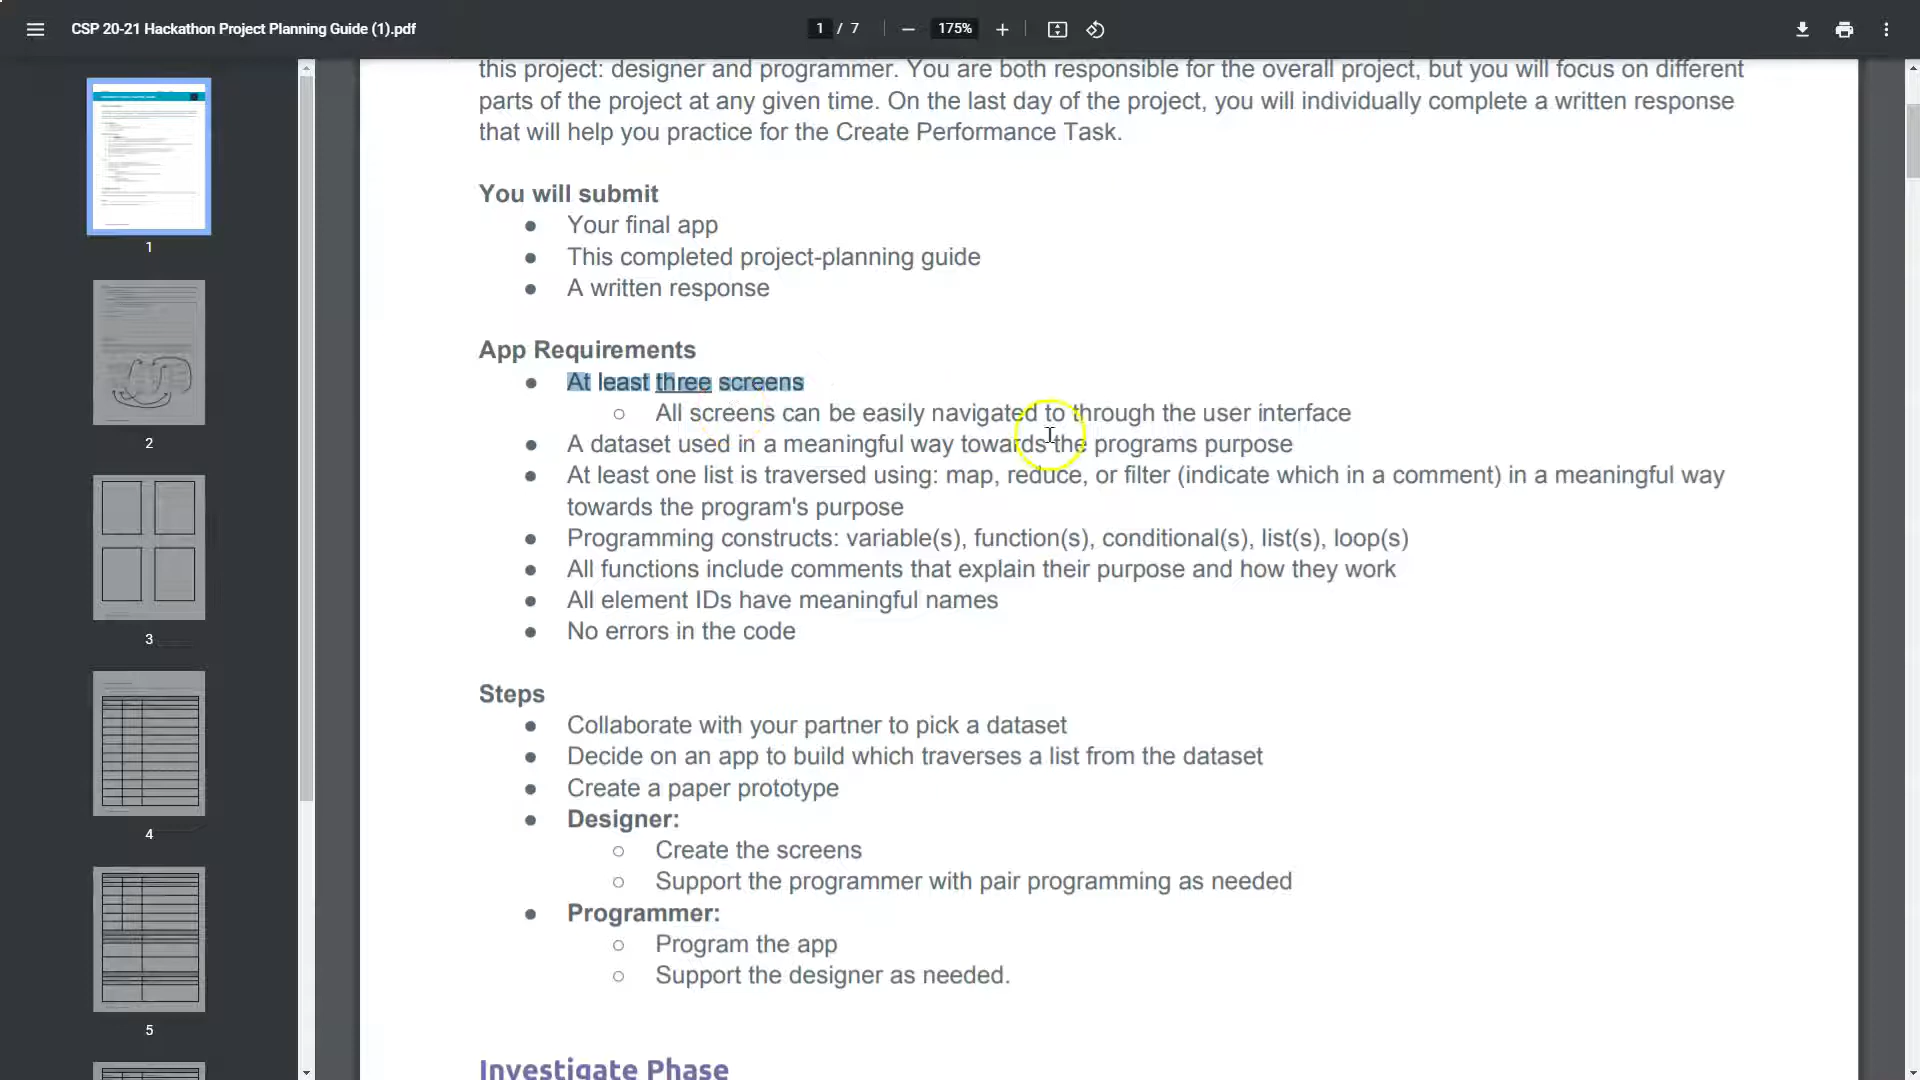 CSP 20-21 Hackathon Project Planning Guide (1).pdf
1 / 7
175%
this project: designer and programmer. You are both responsible for the overall project, but you will focus on different
parts of the project at any given time. On the last day of the project, you will individually complete a written response
that will help you practice for the Create Performance Task.
You will submit
● Your final app
● This completed project-planning guide
● A written response
App Requirements
● At least three screens
○ All screens can be easily navigated to through the user interface
● A dataset used in a meaningful way towards the programs purpose
● At least one list is traversed using: map, reduce, or filter (indicate which in a comment) in a meaningful way
towards the program's purpose
● Programming constructs: variable(s), function(s), conditional(s), list(s), loop(s)
● All functions include comments that explain their purpose and how they work
● All element IDs have meaningful names
● No errors in the code
Steps
● Collaborate with your partner to pick a dataset
● Decide on an app to build which traverses a list from the dataset
● Create a paper prototype
● Designer:
○ Create the screens
○ Support the programmer with pair programming as needed
● Programmer:
○ Program the app
○ Support the designer as needed.
Investigate Phase
1
2
3
4
5